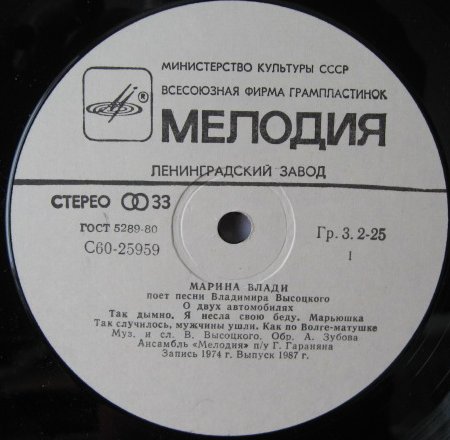 МИНИСТЕРСТВО КУЛЬТУРЫ СССР
ВСЕСОЮЗНАЯ ФИРМА ГРАМПЛАСТИНОК
®
МЕЛОДИЯ
ЛЕНИНГРАДСКИЙ ЗАВОД
СТЕРЕО 33
ГОСТ 5289-80
С60-25959
Гр. 3. 2-25
1
МАРИНА ВЛАДИ
поет песни Владимира Высоцкого
О двух автомобилях
Так дымно. Я несла свою беду. Марьюшка
Так случилось, мужчины ушли. Как по Волге-матушке
Муз. и сл. В. Высоцкого. Обр. А. Зубова
Ансамбль «Мелодия» п/у Г. Гараняна
Запись 1974 г. Выпуск 1987 г.